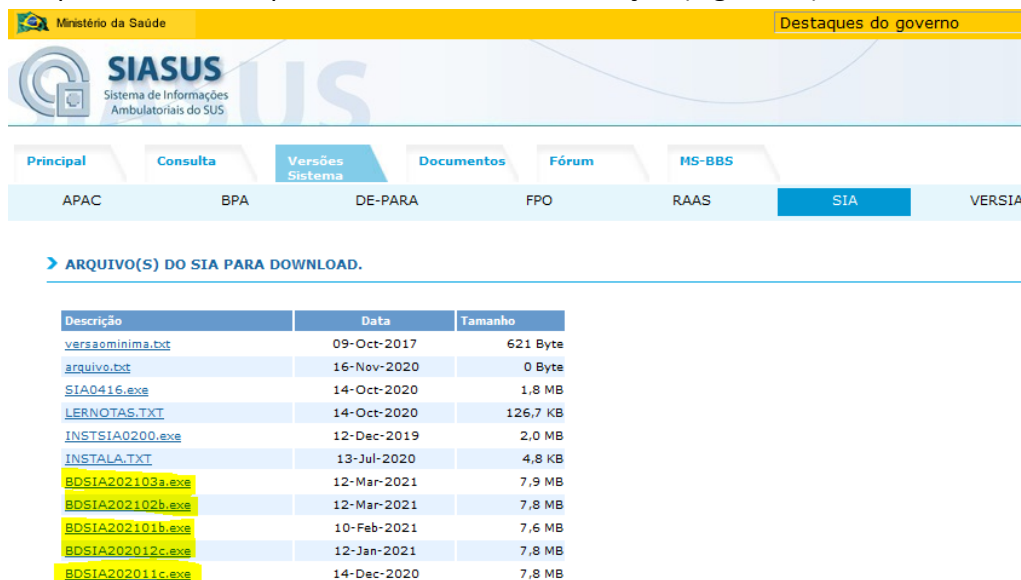 Ministério da Saúde
Destaques do governo
SIASUS
Sistema de Informações
Ambulatoriais do SUS
Principal Consulta Versões Sistema Documentos Fórum MS-BBS
APAC BPA DE-PARA FPO RAAS SIA VERSIA
ARQUIVO(S) DO SIA PARA DOWNLOAD.
Descrição Data Tamanho
versaominima.txt 09-Oct-2017 621 Byte
arquivo.txt 16-Nov-2020 0 Byte
SIA0416.exe 14-Oct-2020 1,8 MB
LERNOTAS.TXT 14-Oct-2020 126,7 KB
INSTSIA0200.exe 12-Dec-2019 2,0 MB
INSTALA.TXT 13-Jul-2020 4,8 KB
BDSIA202103a.exe 12-Mar-2021 7,9 MB
BDSIA202102b.exe 12-Mar-2021 7,8 MB
BDSIA202101b.exe 10-Feb-2021 7,6 MB
BDSIA202012c.exe 12-Jan-2021 7,8 MB
BDSIA202011c.exe 14-Dec-2020 7,8 MB